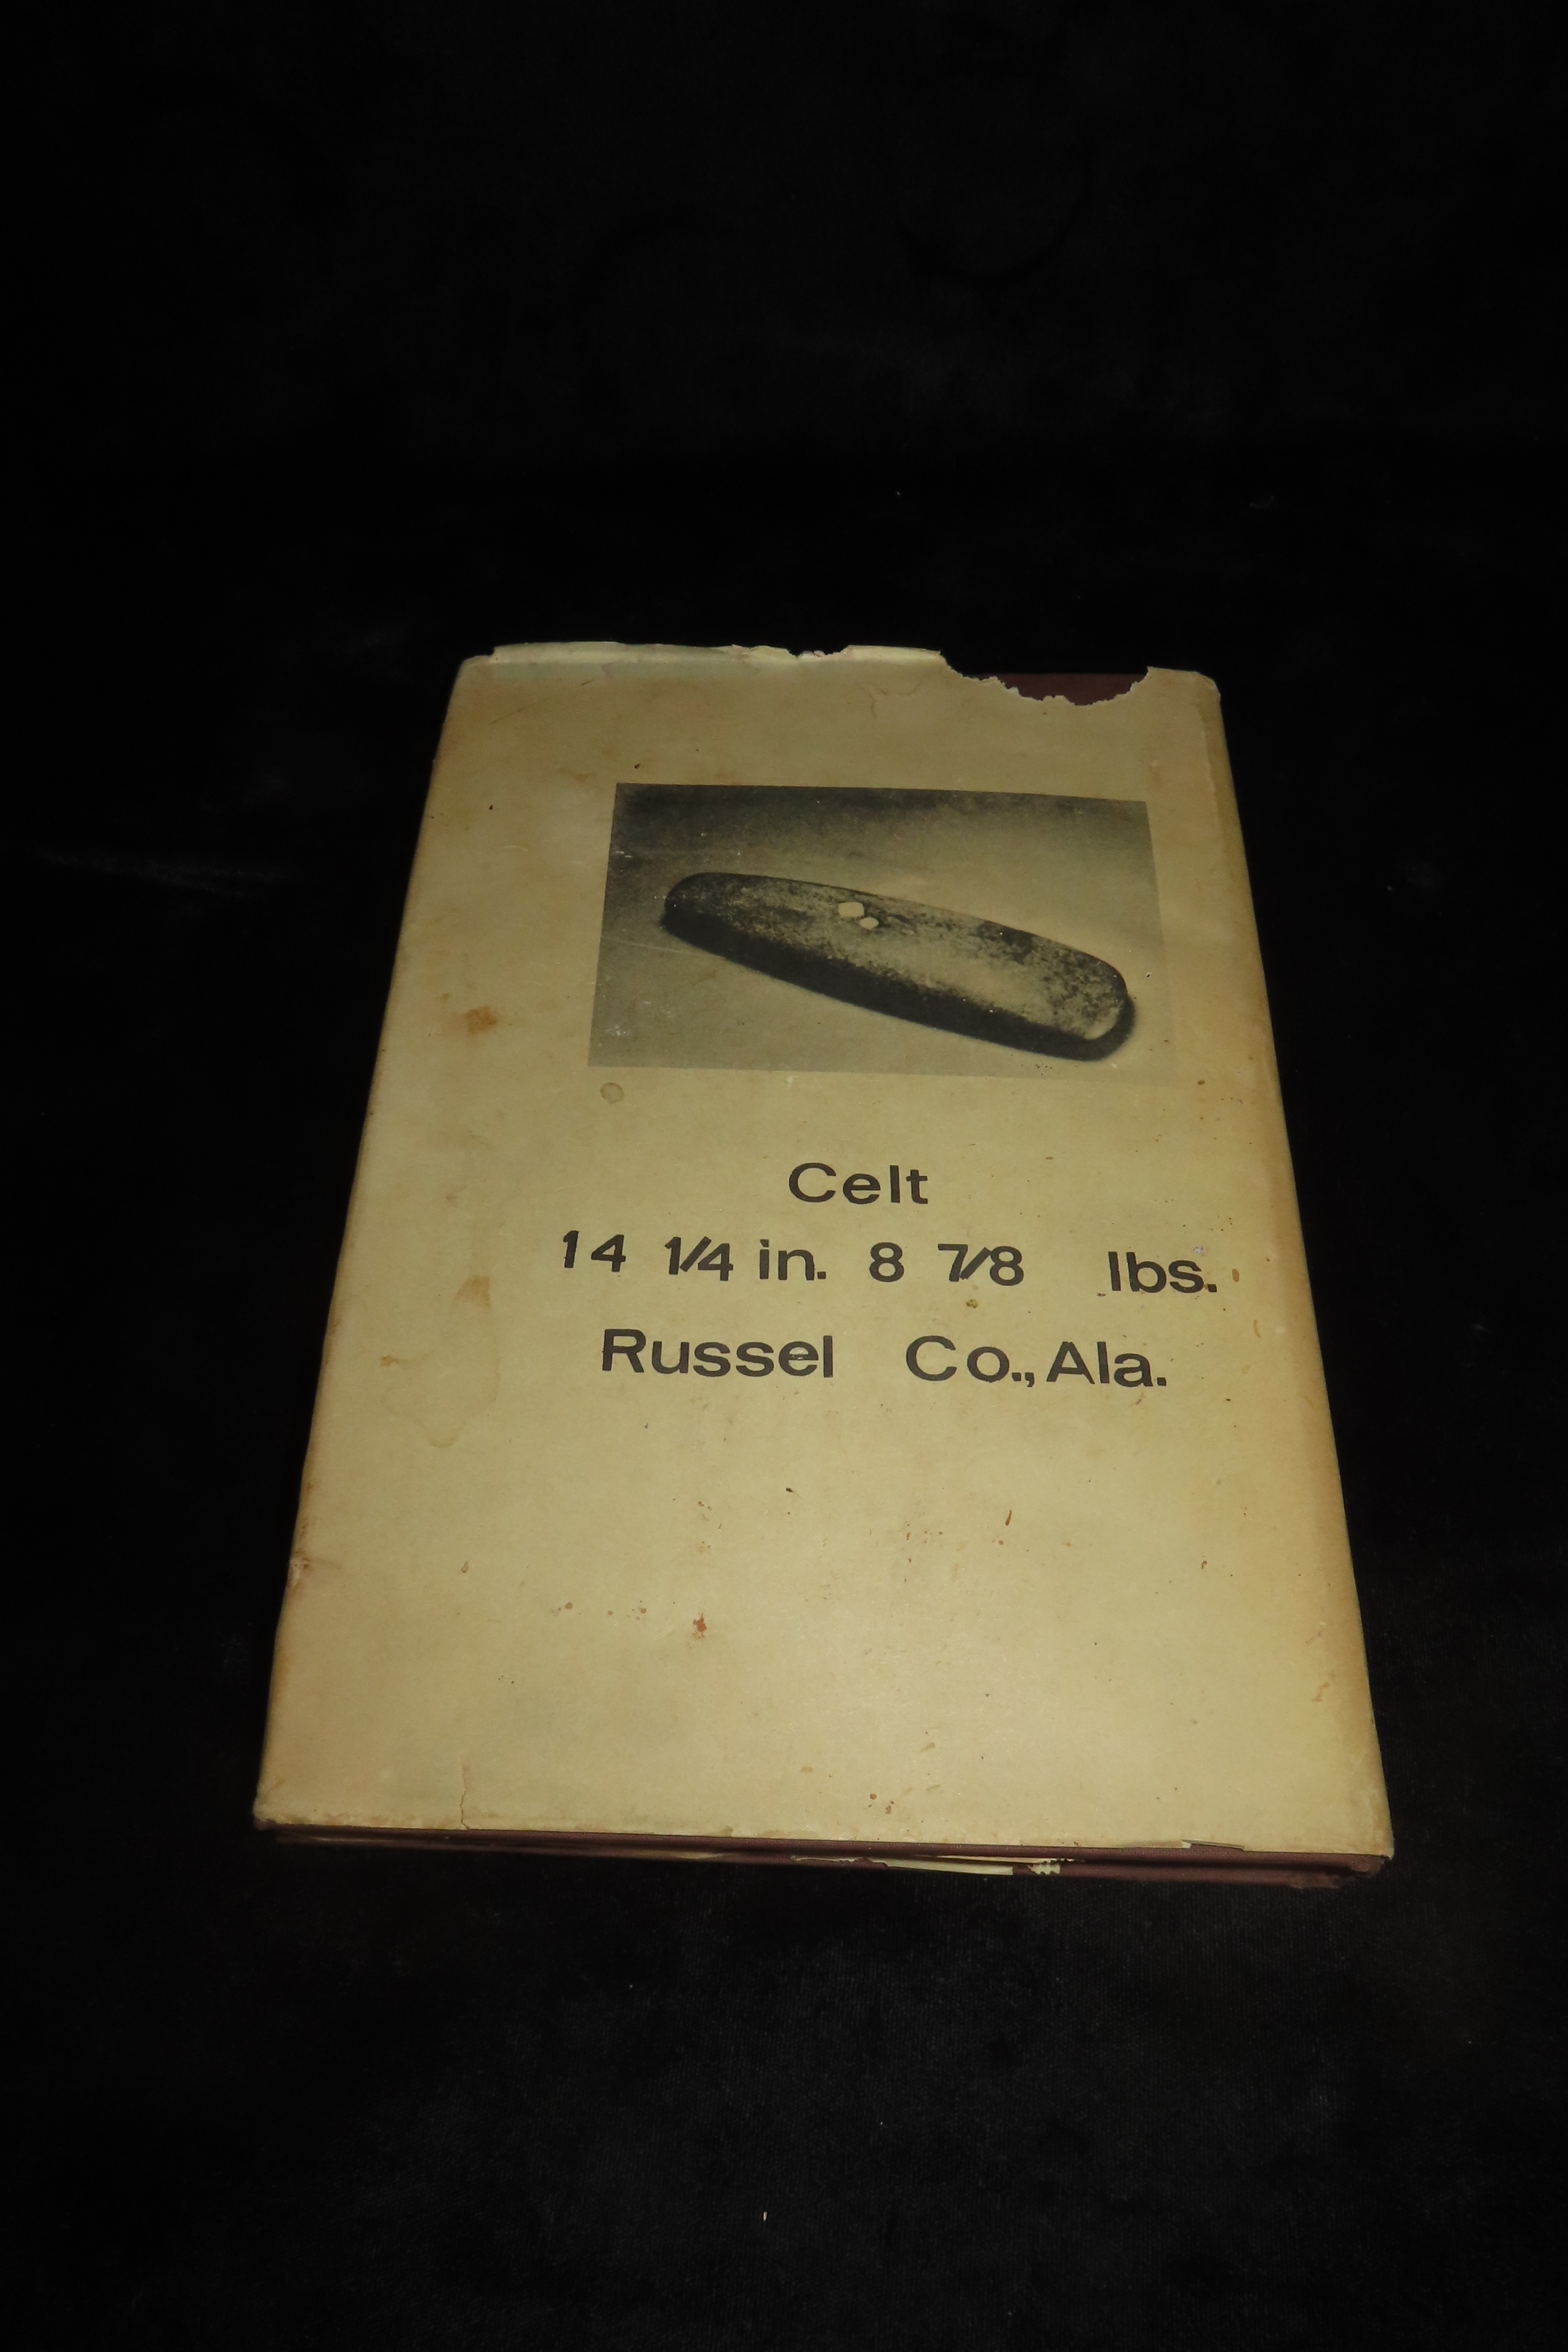 Celt
14 1/4 in. 8 7/8 lbs.
Russel Co., Ala.